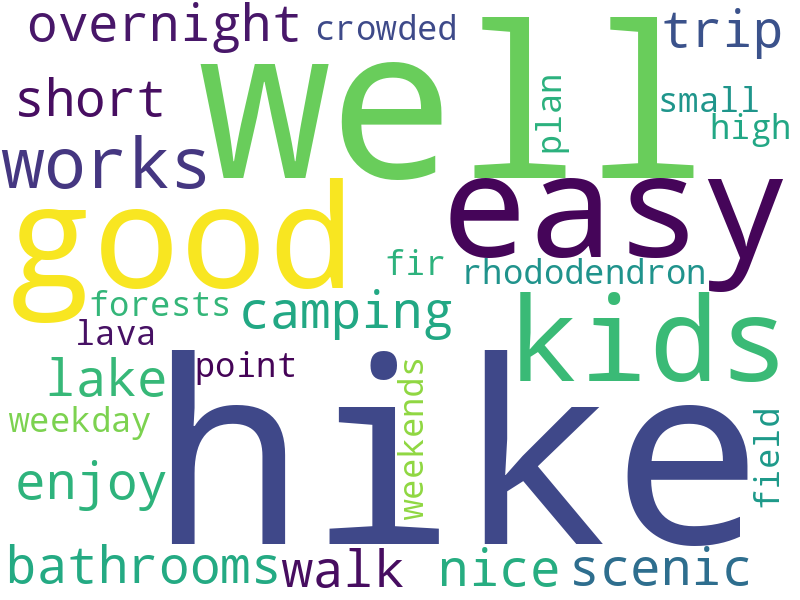 overnight
crowded
trip
well
short
plan
small
high
works
easy
good
fir
rhododendron
forests
camping
kids
lava
lake
point
hike
weekends
weekday
field
enjoy
bathrooms
walk
nice
scenic